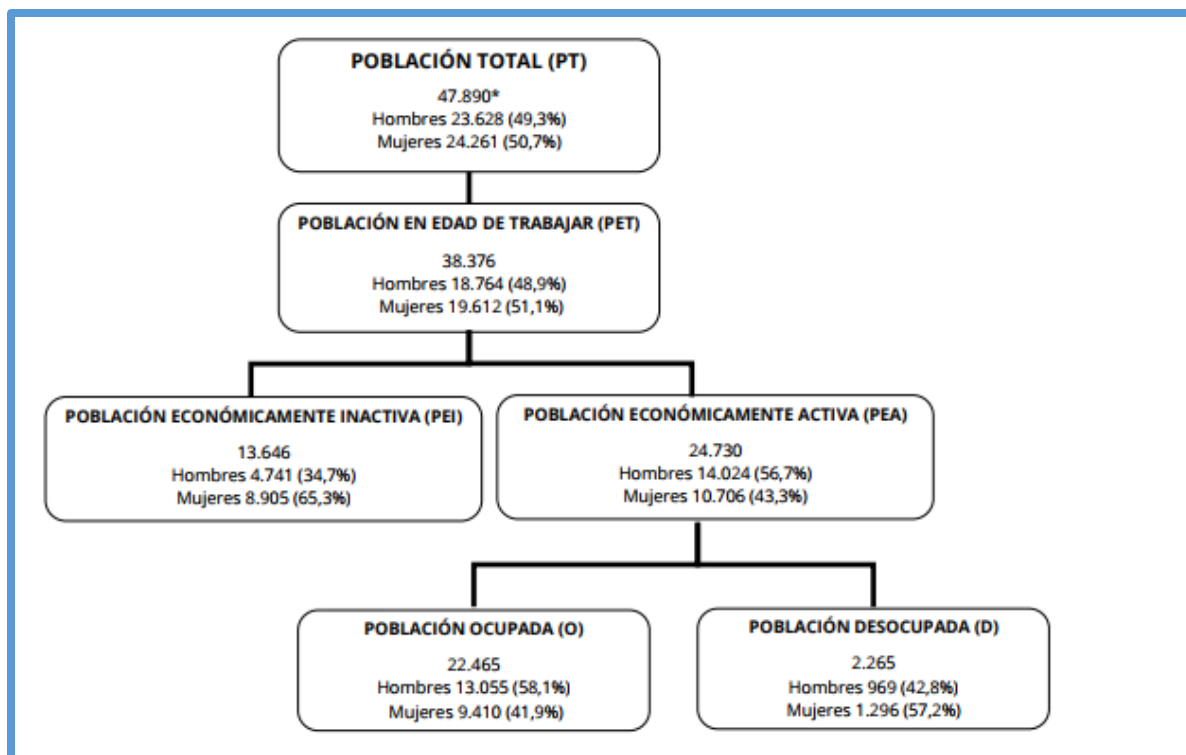 POBLACIÓN TOTAL (PT)
47.890*
Hombres 23.628 (49,3%)
Mujeres 24.261 (50,7%)
POBLACIÓN EN EDAD DE TRABAJAR (PET)
38.376
Hombres 18.764 (48,9%)
Mujeres 19.612 (51,1%)
POBLACIÓN ECONÓMICAMENTE INACTIVA (PEI)
13.646
Hombres 4.741 (34,7%)
Mujeres 8.905 (65,3%)
POBLACIÓN ECONÓMICAMENTE ACTIVA (PEA)
24.730
Hombres 14.024 (56,7%)
Mujeres 10.706 (43,3%)
POBLACIÓN OCUPADA (O)
22.465
Hombres 13.055 (58,1%)
Mujeres 9.410 (41,9%)
POBLACIÓN DESOCUPADA (D)
2.265
Hombres 969 (42,8%)
Mujeres 1.296 (57,2%)